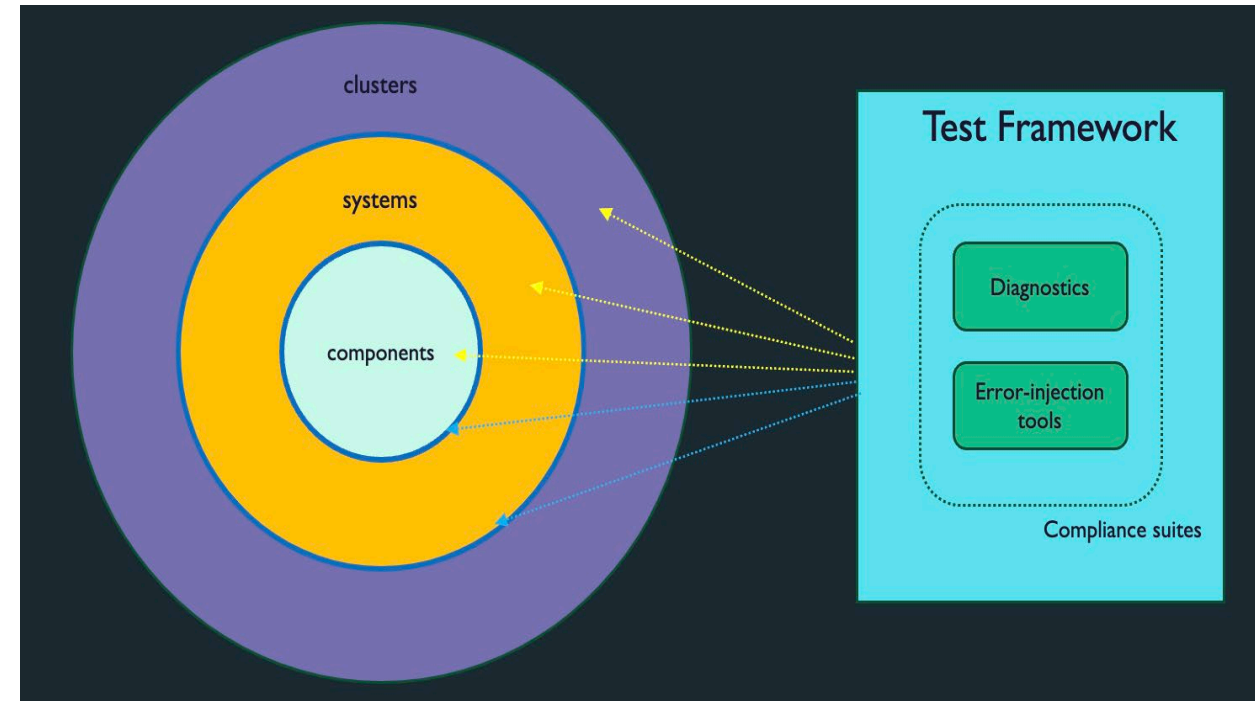 clusters
systems
components
Test Framework
Diagnostics
Error-injection
tools
Compliance suites